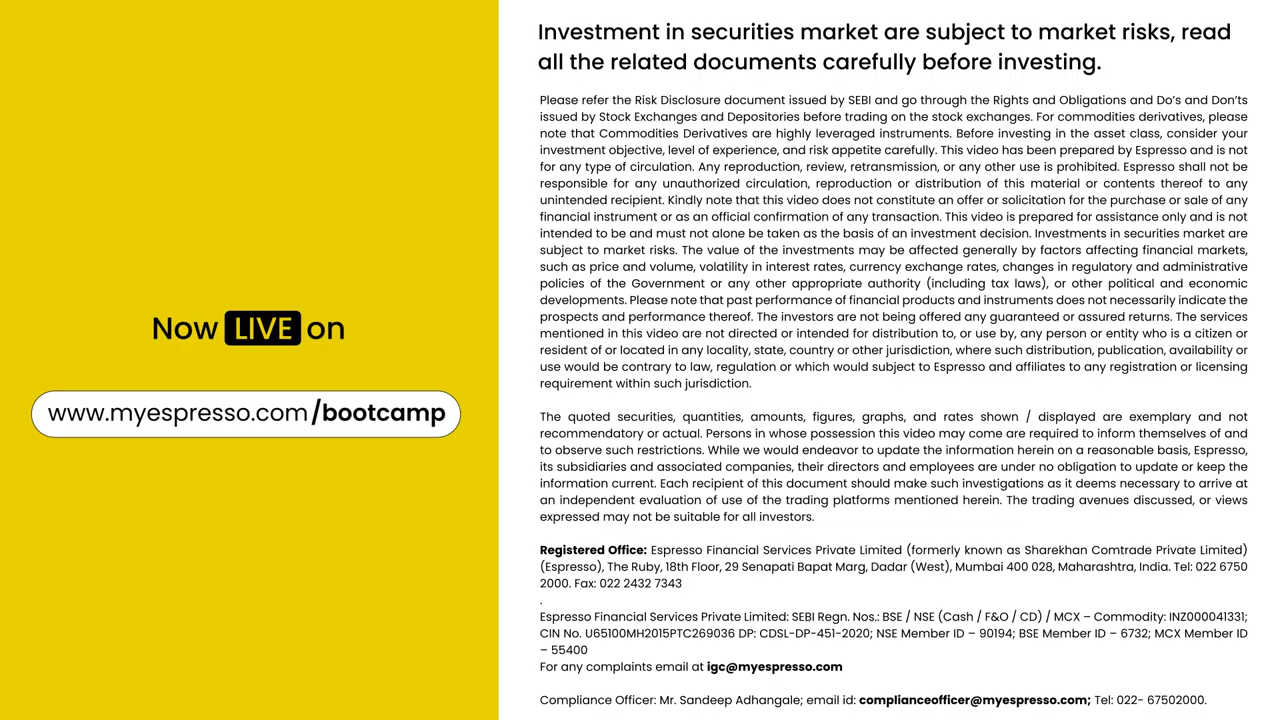 Now LIVE on
www.myespresso.com/bootcamp
Investment in securities market are subject to market risks, read
all the related documents carefully before investing.
Please refer the Risk Disclosure document issued by SEBI and go through the Rights and Obligations and Do's and Don'ts
issued by Stock Exchanges and Depositories before trading on the stock exchanges. For commodities derivatives, please
note that Commodities Derivatives are highly leveraged instruments. Before investing in the asset class, consider your
investment objective, level of experience, and risk appetite carefully. This video has been prepared by Espresso and is not
for any type of circulation. Any reproduction, review, retransmission, or any other use is prohibited. Espresso shall not be
responsible for any unauthorized circulation, reproduction or distribution of this material or contents thereof to any
unintended recipient. Kindly note that this video does not constitute an offer or solicitation for the purchase or sale of any
financial instrument or as an official confirmation of any transaction. This video is prepared for assistance only and is not
intended to be and must not alone be taken as the basis of an investment decision. Investments in securities market are
subject to market risks. The value of the investments may be affected generally by factors affecting financial markets,
such as price and volume, volatility in interest rates, currency exchange rates, changes in regulatory and administrative
policies of the Government or any other appropriate authority (including tax laws), or other political and economic
developments. Please note that past performance of financial products and instruments does not necessarily indicate the
prospects and performance thereof. The investors are not being offered any guaranteed or assured returns. The services
mentioned in this video are not directed or intended for distribution to, or use by, any person or entity who is a citizen or
resident of or located in any locality, state, country or other jurisdiction, where such distribution, publication, availability or
use would be contrary to law, regulation or which would subject to Espresso and affiliates to any registration or licensing
requirement within such jurisdiction.
The quoted securities, quantities, amounts, figures, graphs, and rates shown / displayed are exemplary and not
recommendatory or actual. Persons in whose possession this video may come are required to inform themselves of and
to observe such restrictions. While we would endeavor to update the information herein on a reasonable basis, Espresso,
its subsidiaries and associated companies, their directors and employees are under no obligation to update or keep the
information current. Each recipient of this document should make such investigations as it deems necessary to arrive at
an independent evaluation of use of the trading platforms mentioned herein. The trading avenues discussed, or views
expressed may not be suitable for all investors.
Registered Office: Espresso Financial Services Private Limited (formerly known as Sharekhan Comtrade Private Limited)
(Espresso), The Ruby, 18th Floor, 29 Senapati Bapat Marg, Dadar (West), Mumbai 400 028, Maharashtra, India. Tel: 022 6750
2000. Fax: 022 2432 7343
.
Espresso Financial Services Private Limited: SEBI Regn. Nos.: BSE / NSE (Cash / F&O / CD) / MCX – Commodity: INZ000041331;
CIN No. U65100MH2015PTC269036 DP: CDSL-DP-451-2020; NSE Member ID – 90194; BSE Member ID – 6732; MCX Member ID
– 55400
For any complaints email at igc@myespresso.com
Compliance Officer: Mr. Sandeep Adhangale; email id: complianceofficer@myespresso.com; Tel: 022- 67502000.